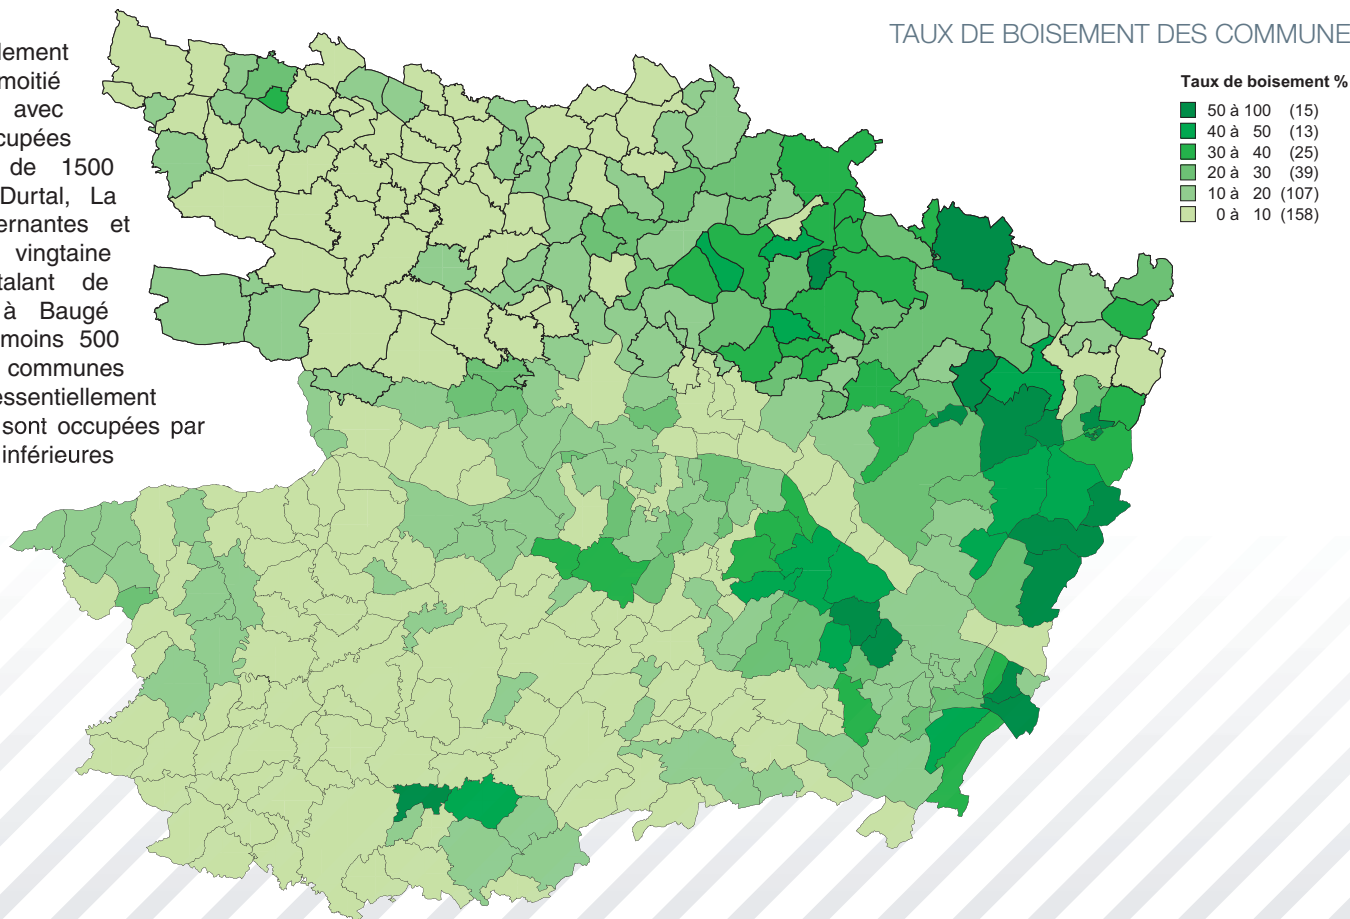 TAUX DE BOISEMENT DES COMMUNE
lement
moitié
avec
cupées
de 1500
Durtal, La
ernantes et
vingtaine
talant de
à Baugé
moins 500
communes
essentiellement
sont occupées par
inférieures
Taux de boisement %
50 à 100 (15)
40 à 50 (13)
30 à 40 (25)
20 à 30 (39)
10 à 20 (107)
0 à 10 (158)